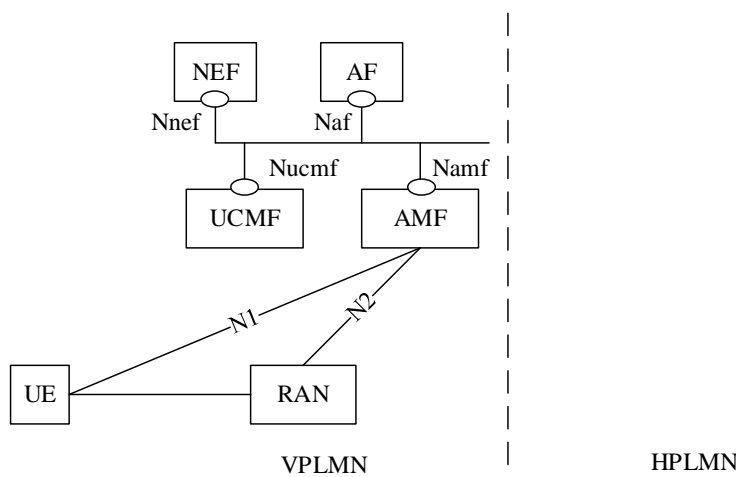 NEF
AF
Nnef
Naf
Nucmf
Namf
UCMF
AMF
N1
N2
UE
RAN
VPLMN
HPLMN